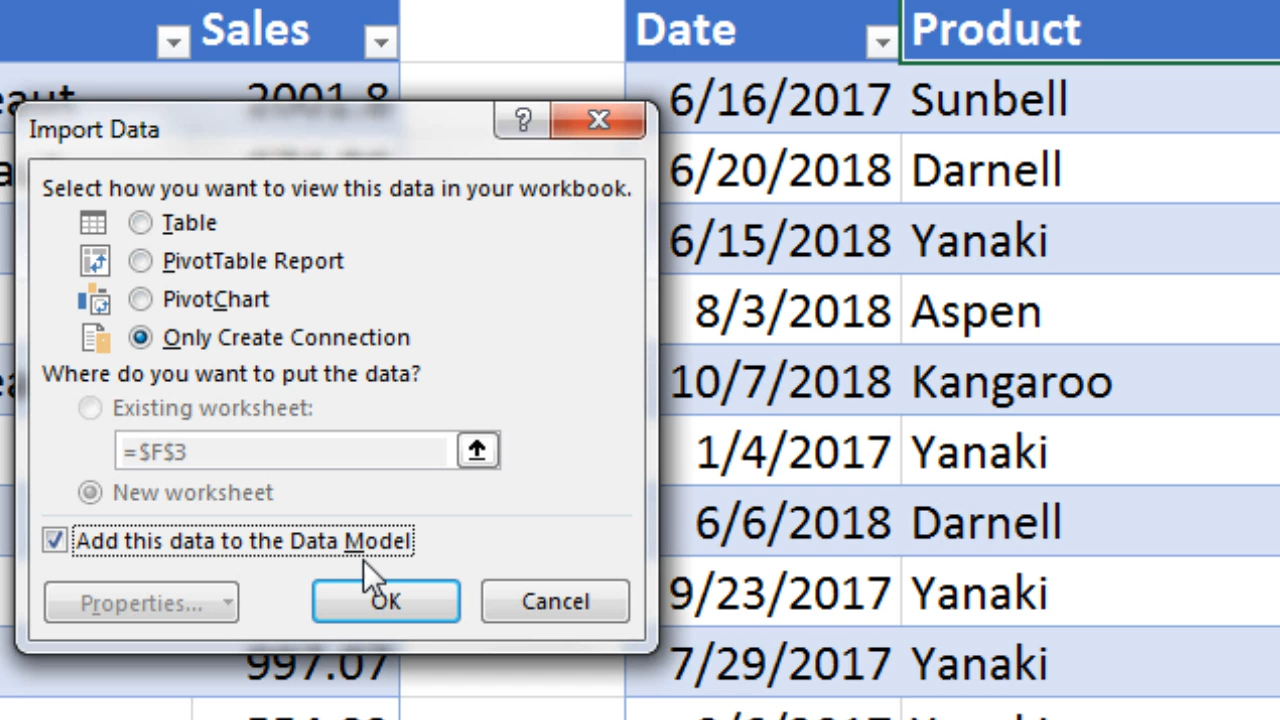 Sales
Date
Product
2001.8
6/16/2017 Sunbell
6/20/2018 Darnell
6/15/2018 Yanaki
8/3/2018 Aspen
10/7/2018 Kangaroo
1/4/2017 Yanaki
6/6/2018 Darnell
9/23/2017 Yanaki
7/29/2017 Yanaki
997.07
Import Data
?
Select how you want to view this data in your workbook.
Table
PivotTable Report
PivotChart
Only Create Connection
Where do you want to put the data?
Existing worksheet:
=$F$3
New worksheet
Add this data to the Data Model
Properties...
OK
Cancel